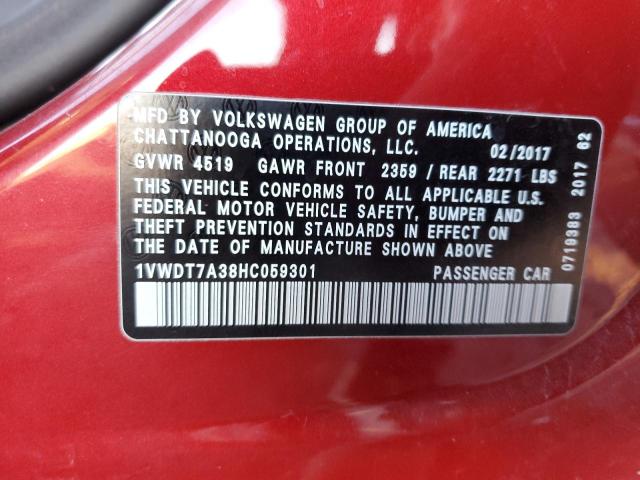 MFD BY VOLKSWAGEN GROUP OF AMERICA
CHATTANOOGA OPERATIONS, LLC. 02/2017
GVWR 4519 GAWR FRONT 2359 / REAR 2271 LBS
THIS VEHICLE CONFORMS TO ALL APPLICABLE U.S.
FEDERAL MOTOR VEHICLE SAFETY, BUMPER AND
THEFT PREVENTION STANDARDS IN EFFECT ON
THE DATE OF MANUFACTURE SHOWN ABOVE
1VWDT7A38HC059301 PASSENGER CAR
0719383 2017 62